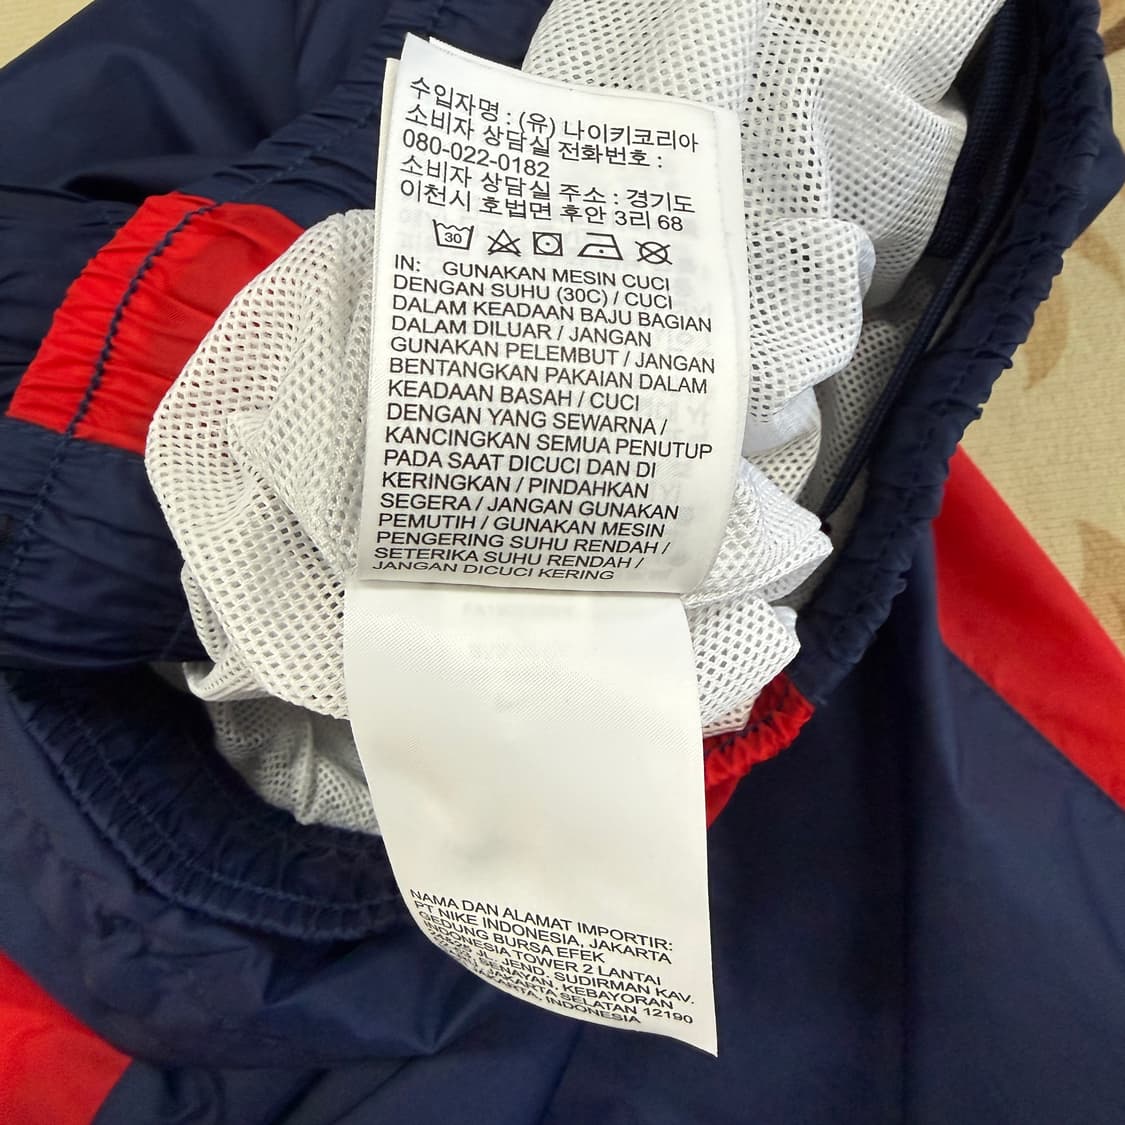 수입자명 : (유) 나이키코리아
소비자 상담실 전화번호 :
080-022-0182
소비자 상담실 주소 : 경기도
이천시 호법면 후안 3리 68
30
IN: GUNAKAN MESIN CUCI
DENGAN SUHU (30C) / CUCI
DALAM KEADAAN BAJU BAGIAN
DALAM DILUAR / JANGAN
GUNAKAN PELEMBUT / JANGAN
BENTANGKAN PAKAIAN DALAM
KEADAAN BASAH / CUCI
DENGAN YANG SEWARNA /
KANCINGKAN SEMUA PENUTUP
PADA SAAT DICUCI DAN DI
KERINGKAN / PINDAHKAN
SEGERA / JANGAN GUNAKAN
PEMUTIH / GUNAKAN MESIN
PENGERING SUHU RENDAH /
SETERIKA SUHU RENDAH /
JANGAN DICUCI KERING
NAMA DAN ALAMAT IMPORTIR:
PT NIKE INDONESIA, JAKARTA
GEDUNG BURSA EFEK
INDONESIA TOWER 2 LANTAI
JL. JEND. SUDIRMAN KAV.
SENAYAN, KEBAYORAN
JAKARTA SELATAN 12190
JAKARTA, INDONESIA